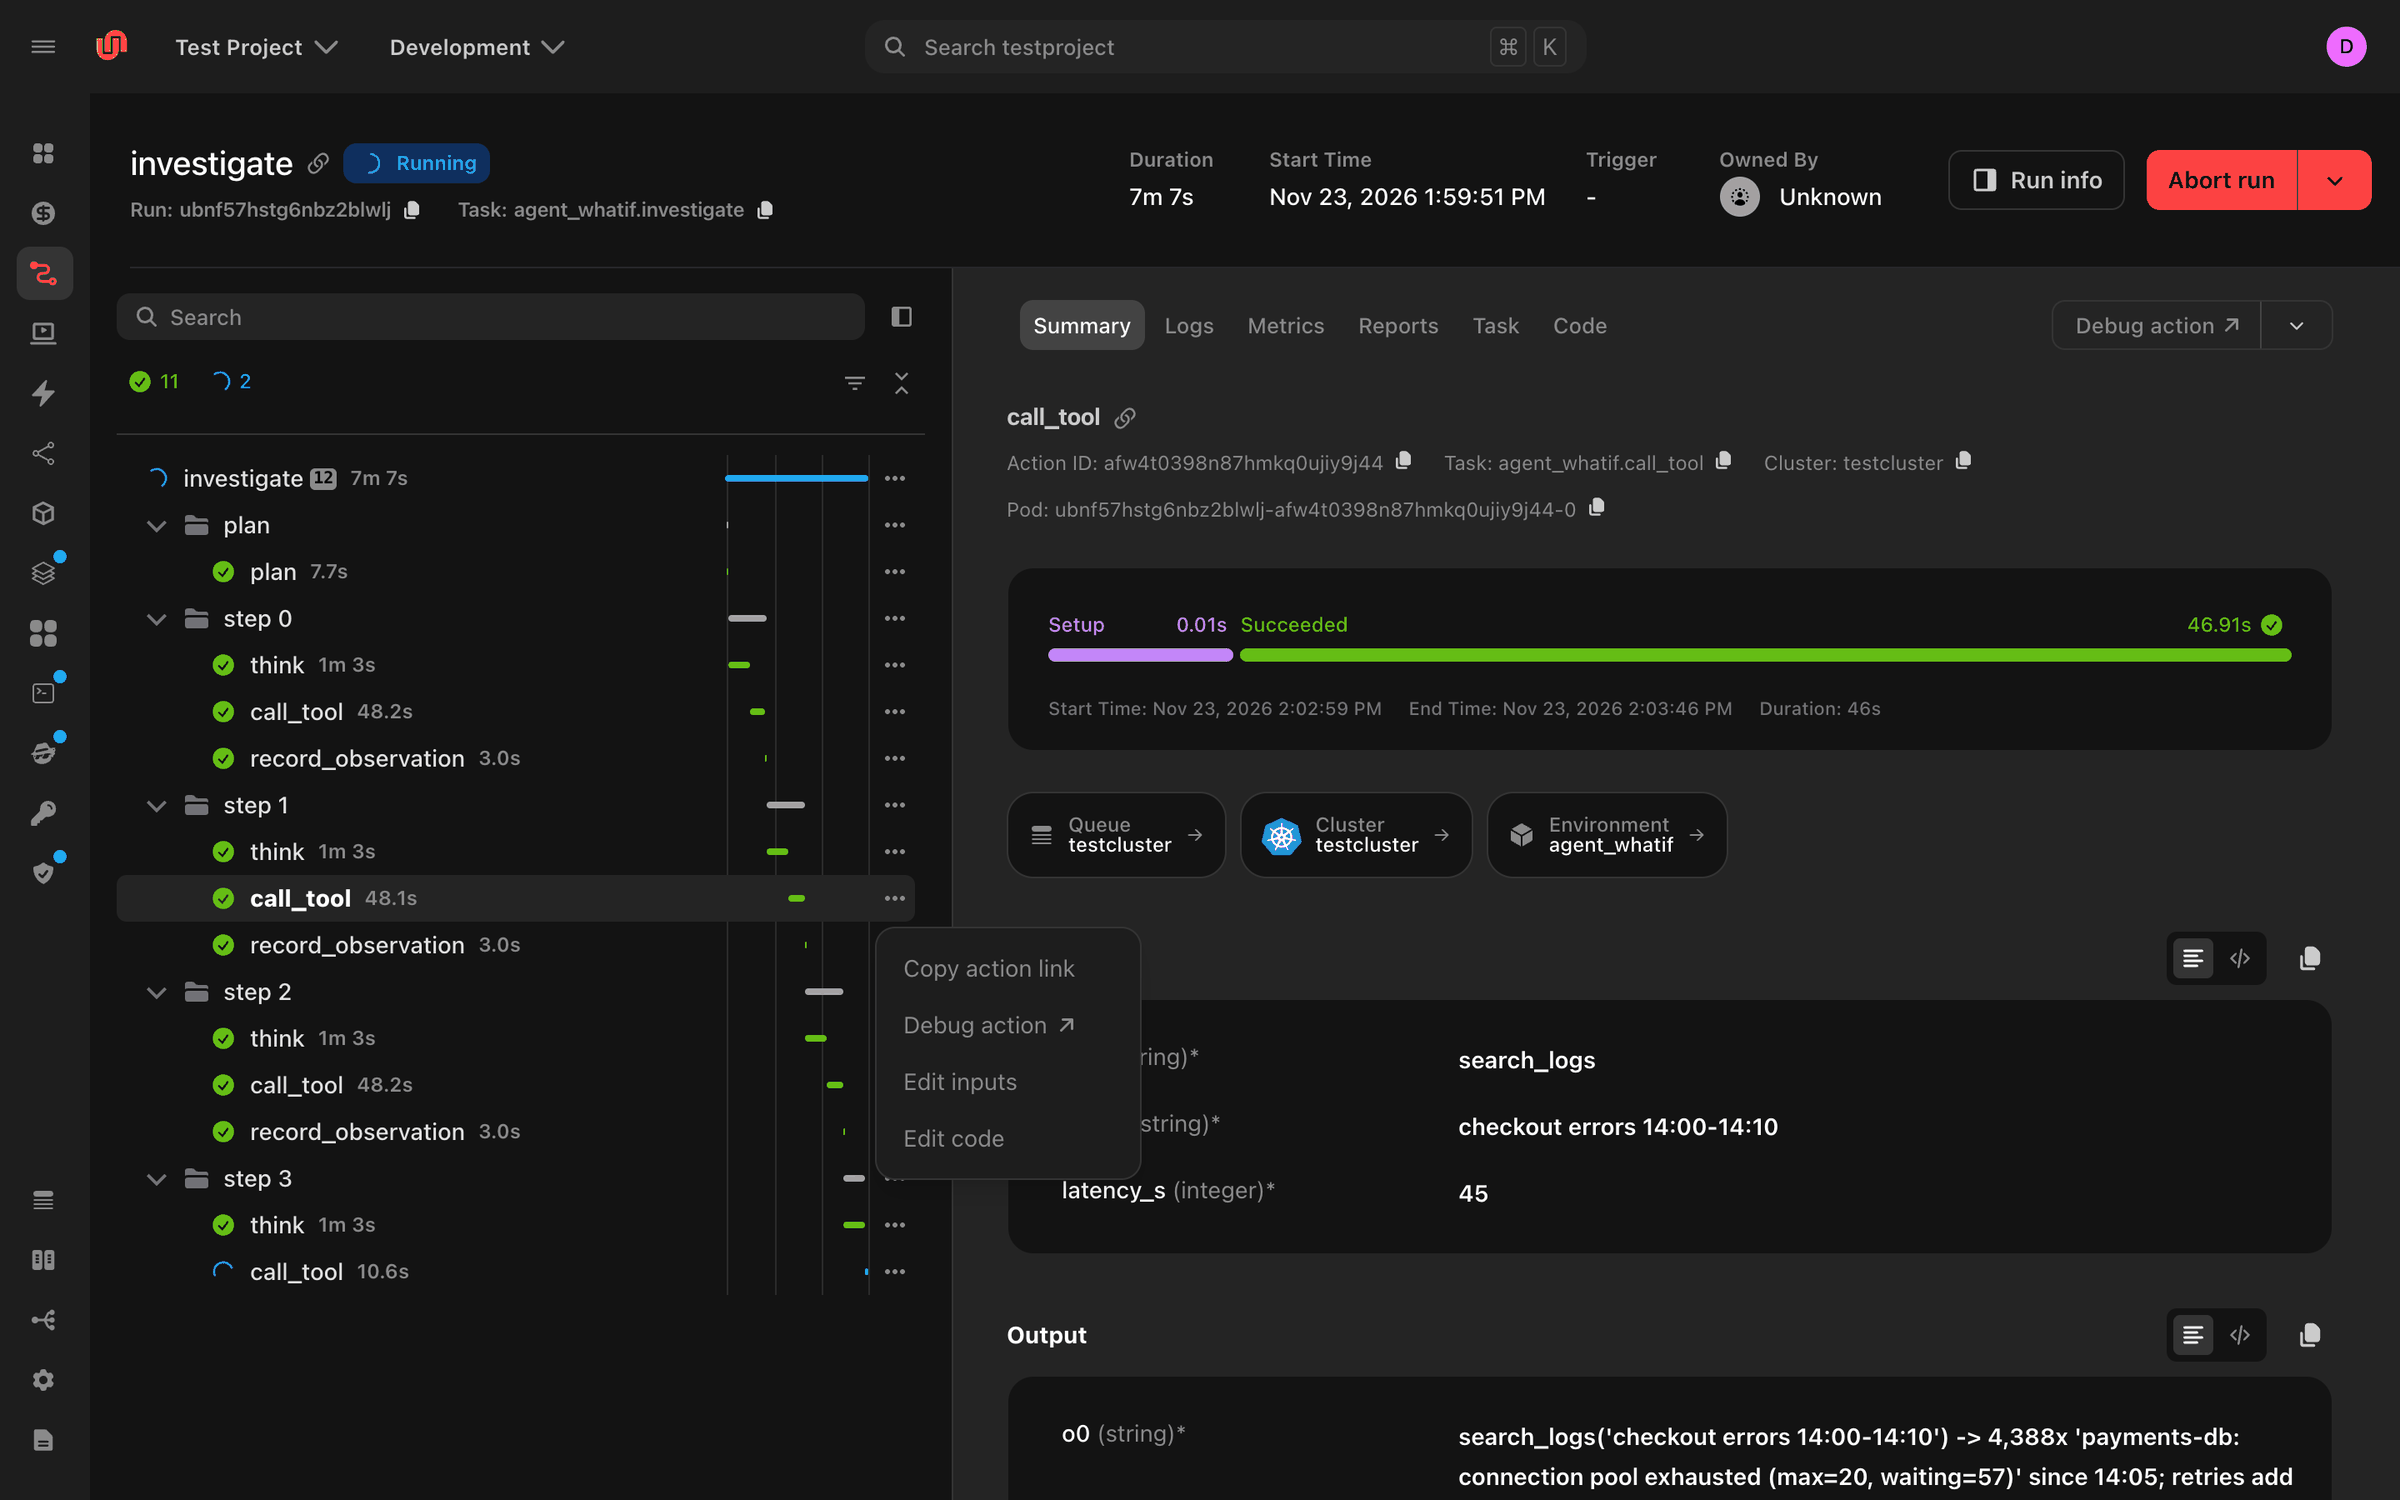 Test Project
Development
Search testproject
⌘ K
D
investigate
Running
Run: ubnf57hstg6nbz2blwlj
Task: agent_whatif.investigate
Duration
7m 7s
Start Time
Nov 23, 2026 1:59:51 PM
Trigger
-
Owned By
Unknown
Run info
Abort run
Search
11
2
investigate 12 7m 7s
plan
plan 7.7s
step 0
think 1m 3s
call_tool 48.2s
record_observation 3.0s
step 1
think 1m 3s
call_tool 48.1s
record_observation 3.0s
step 2
think 1m 3s
call_tool 48.2s
record_observation 3.0s
step 3
think 1m 3s
call_tool 10.6s
Copy action link
Debug action
Edit inputs
Edit code
Summary
Logs
Metrics
Reports
Task
Code
Debug action
call_tool
Action ID: afw4t0398n87hmkq0ujiy9j44
Task: agent_whatif.call_tool
Cluster: testcluster
Pod: ubnf57hstg6nbz2blwlj-afw4t0398n87hmkq0ujiy9j44-0
Setup 0.01s
Succeeded 46.91s
Start Time: Nov 23, 2026 2:02:59 PM
End Time: Nov 23, 2026 2:03:46 PM
Duration: 46s
Queue
testcluster
Cluster
testcluster
Environment
agent_whatif
ring)*
search_logs
string)*
checkout errors 14:00-14:10
latency_s (integer)*
45
Output
o0 (string)*
search_logs('checkout errors 14:00-14:10') -> 4,388x 'payments-db:
connection pool exhausted (max=20, waiting=57)' since 14:05; retries add